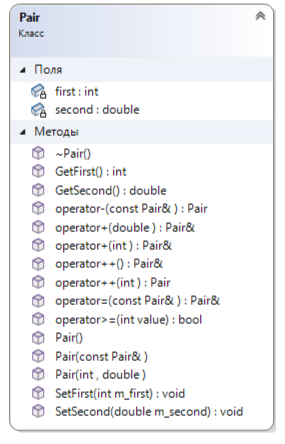 Pair
Класс
Поля
first : int
second : double
Методы
~Pair()
GetFirst() : int
GetSecond() : double
operator-(const Pair& ) : Pair
operator+(double ) : Pair&
operator+(int ) : Pair&
operator++() : Pair&
operator++(int ) : Pair
operator=(const Pair& ) : Pair&
operator>=(int value) : bool
Pair()
Pair(const Pair& )
Pair(int , double )
SetFirst(int m_first) : void
SetSecond(double m_second) : void